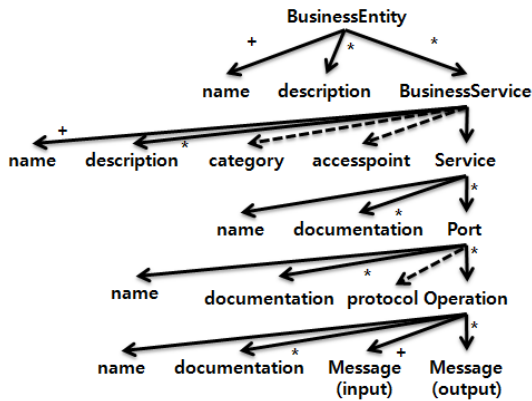 BusinessEntity
+ * *
name description BusinessService
+ *
name description category accesspoint Service
* *
name documentation Port
* *
name documentation protocol Operation
* + *
name documentation Message Message
(input) (output)